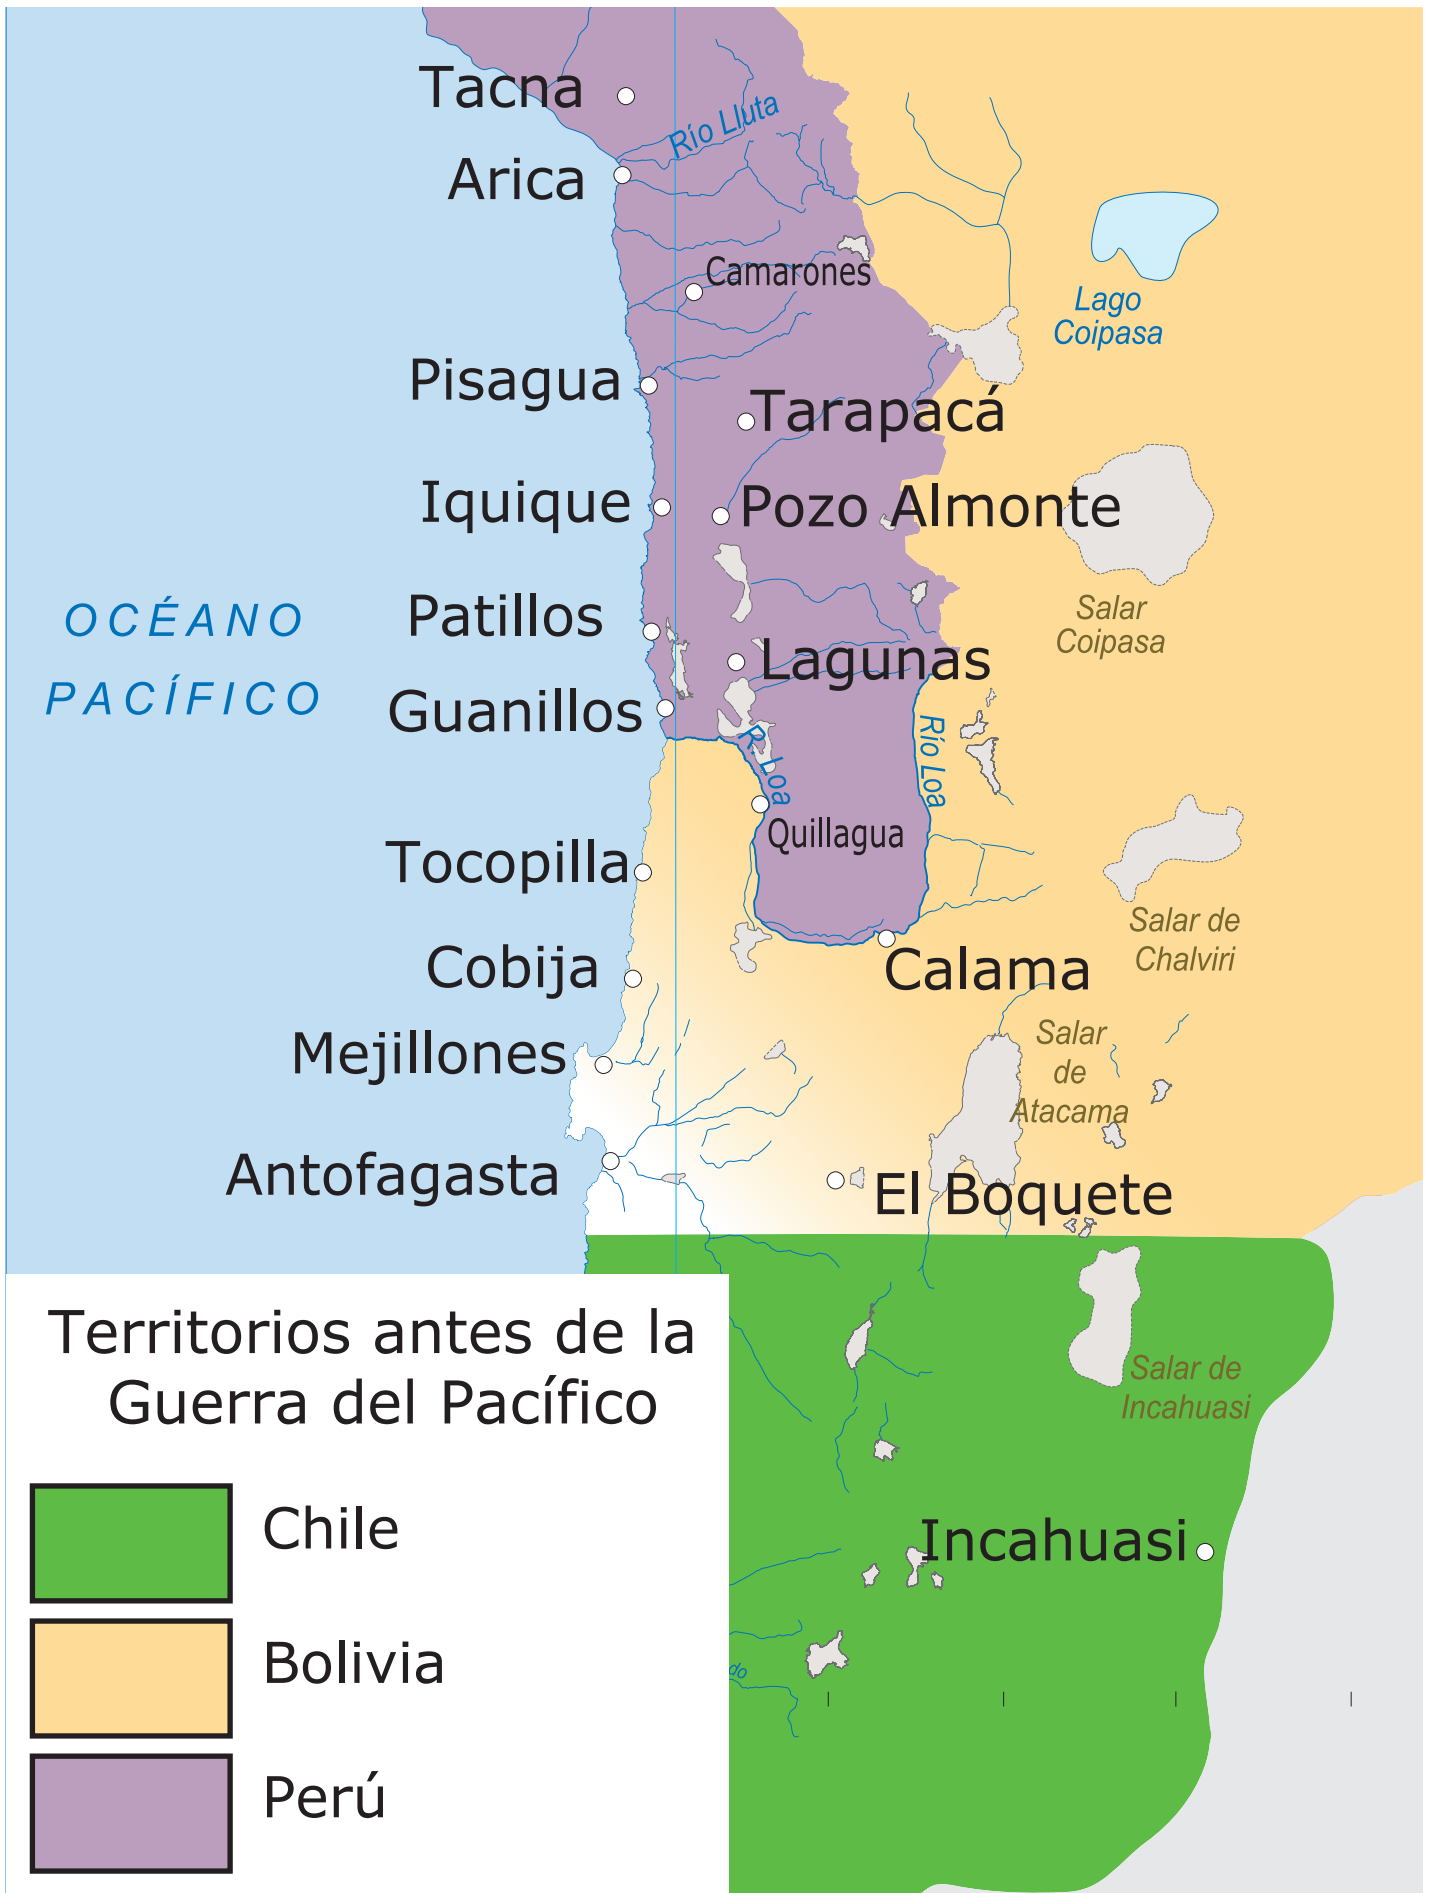 Tacna
Río Lluta
Arica
Camarones
Lago
Coipasa
Pisagua
Tarapacá
Iquique
Pozo Almonte
OCÉANO
PACÍFICO
Patillos
Salar
Coipasa
Lagunas
Guanillos
R. Loa
Río Loa
Quillagua
Tocopilla
Salar de
Chalviri
Cobija
Calama
Mejillones
Salar
de
Atacama
Antofagasta
El Boquete
Salar de
Incahuasi
Incahuasi
do
Territorios antes de la
Guerra del Pacífico
Chile
Bolivia
Perú